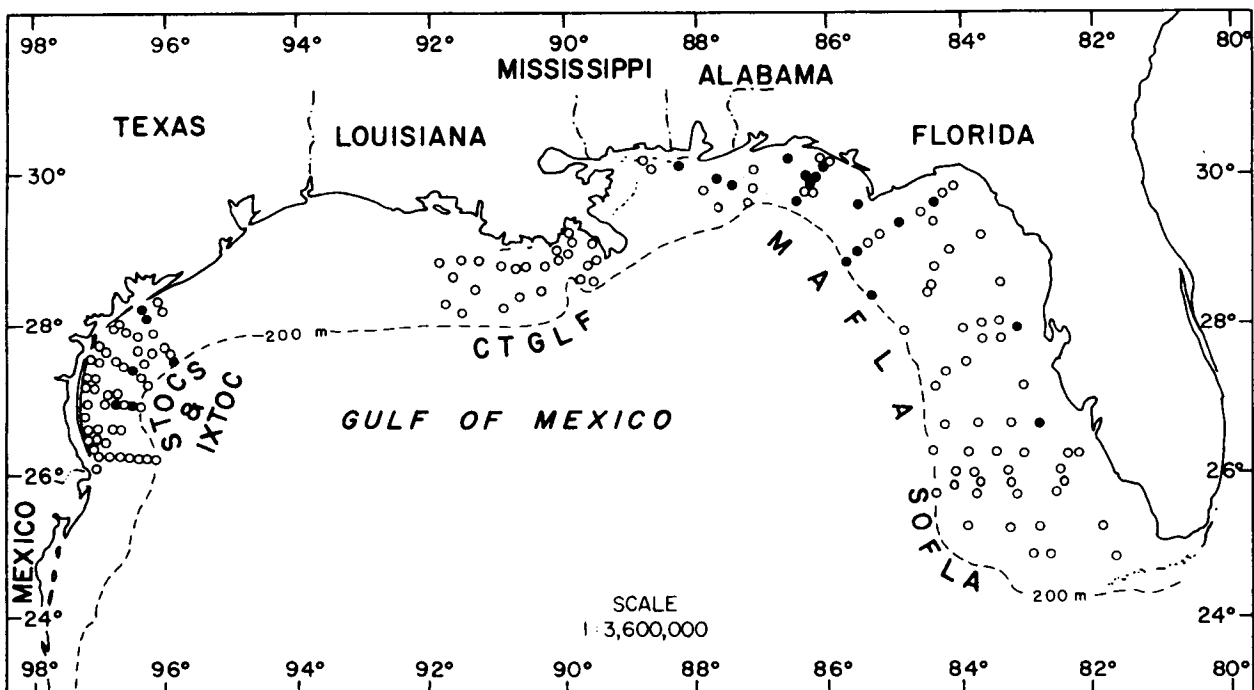 98° 96° 94° 92° 90° 88° 86° 84° 82° 80°
MISSISSIPPI ALABAMA
TEXAS LOUISIANA FLORIDA
30° 30°
MAFLA
28° 200 m CTGLF 28°
STOCS
&
IXTOC
GULF OF MEXICO
26° 26°
SOFLA
MEXICO
200 m
SCALE
1:3,600,000
24° 24°
98° 96° 94° 92° 90° 88° 86° 84° 82° 80°